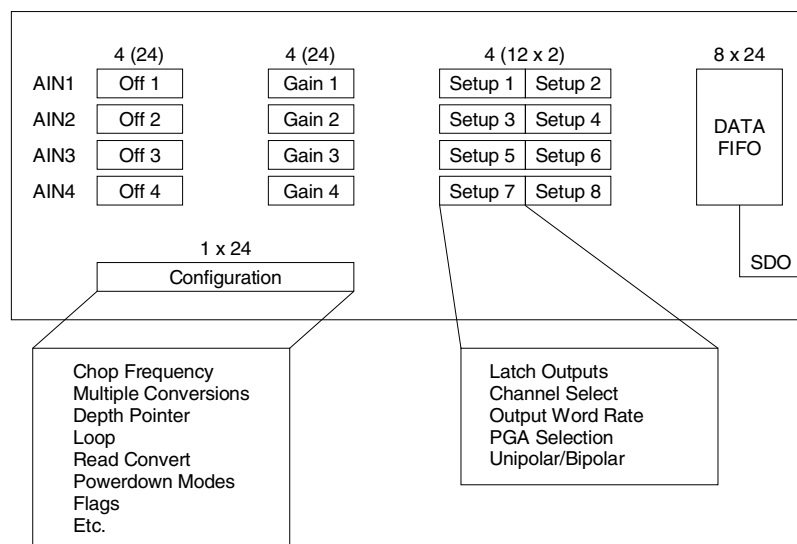 4 (24) 4 (24) 4 (12 x 2) 8 x 24
AIN1 Off 1 Gain 1 Setup 1 Setup 2
AIN2 Off 2 Gain 2 Setup 3 Setup 4
AIN3 Off 3 Gain 3 Setup 5 Setup 6
AIN4 Off 4 Gain 4 Setup 7 Setup 8
DATA
FIFO
SDO
1 x 24
Configuration
Chop Frequency
Multiple Conversions
Depth Pointer
Loop
Read Convert
Powerdown Modes
Flags
Etc.
Latch Outputs
Channel Select
Output Word Rate
PGA Selection
Unipolar/Bipolar